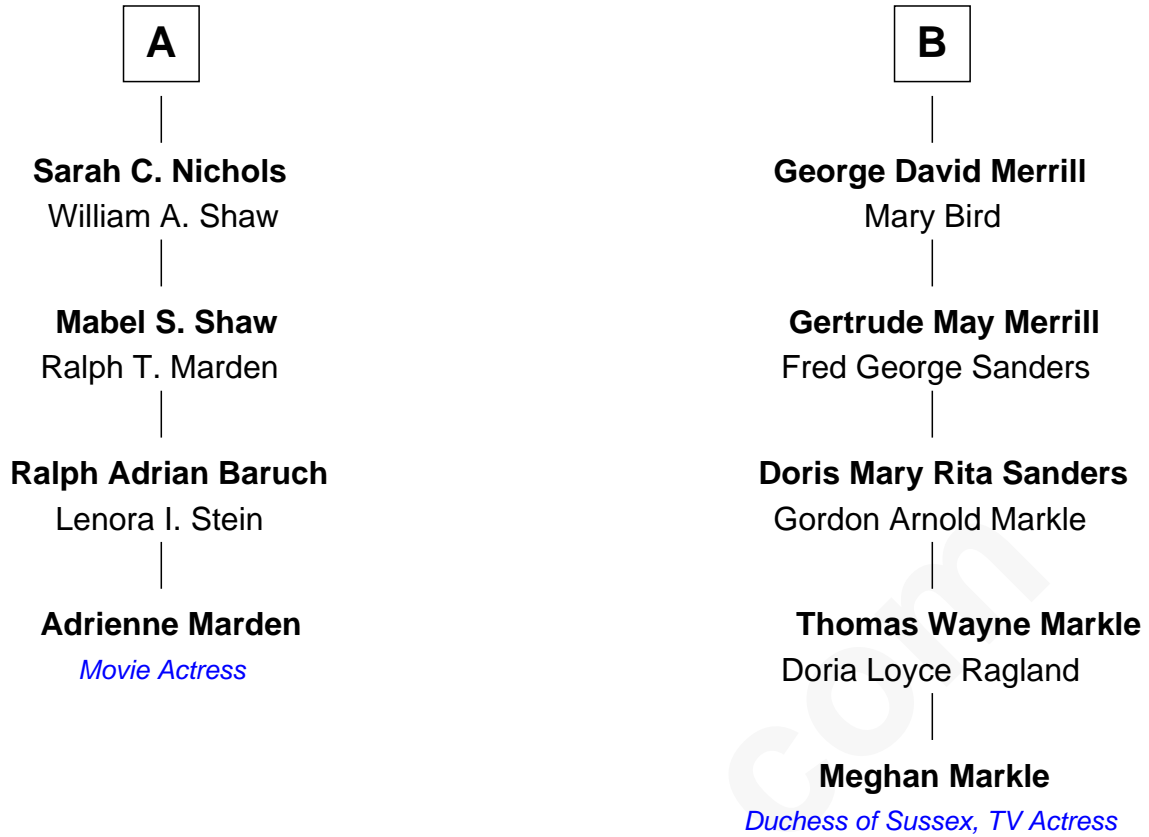 A
Sarah C. Nichols
William A. Shaw
Mabel S. Shaw
Ralph T. Marden
Ralph Adrian Baruch
Lenora I. Stein
Adrienne Marden
Movie Actress
B
George David Merrill
Mary Bird
Gertrude May Merrill
Fred George Sanders
Doris Mary Rita Sanders
Gordon Arnold Markle
Thomas Wayne Markle
Doria Loyce Ragland
Meghan Markle
Duchess of Sussex, TV Actress
com